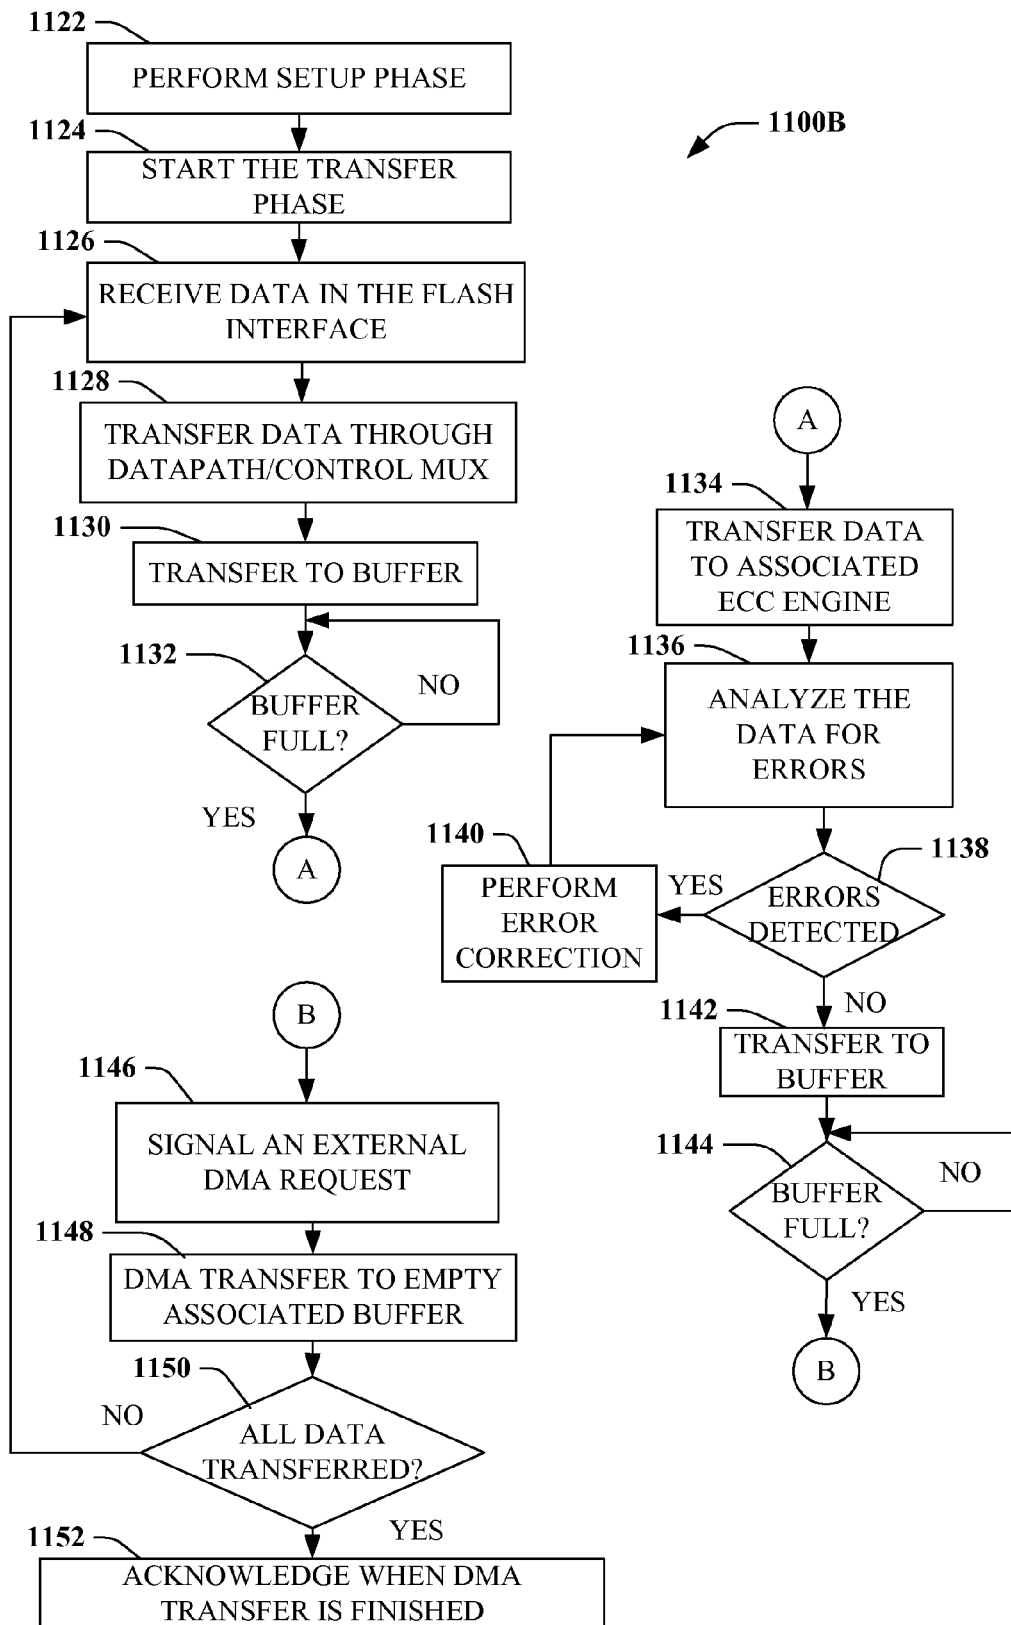 1122
PERFORM SETUP PHASE
1124
START THE TRANSFER
PHASE
1100B
1126
RECEIVE DATA IN THE FLASH
INTERFACE
1128
TRANSFER DATA THROUGH
DATAPATH/CONTROL MUX
1130
TRANSFER TO BUFFER
1132
BUFFER
FULL?
NO
YES
A
A
1134
TRANSFER DATA
TO ASSOCIATED
ECC ENGINE
1136
ANALYZE THE
DATA FOR
ERRORS
1138
ERRORS
DETECTED
YES
1140
PERFORM
ERROR
CORRECTION
NO
1142
TRANSFER TO
BUFFER
1144
BUFFER
FULL?
NO
YES
B
B
1146
SIGNAL AN EXTERNAL
DMA REQUEST
1148
DMA TRANSFER TO EMPTY
ASSOCIATED BUFFER
1150
ALL DATA
TRANSFERRED?
NO
YES
1152
ACKNOWLEDGE WHEN DMA
TRANSFER IS FINISHED